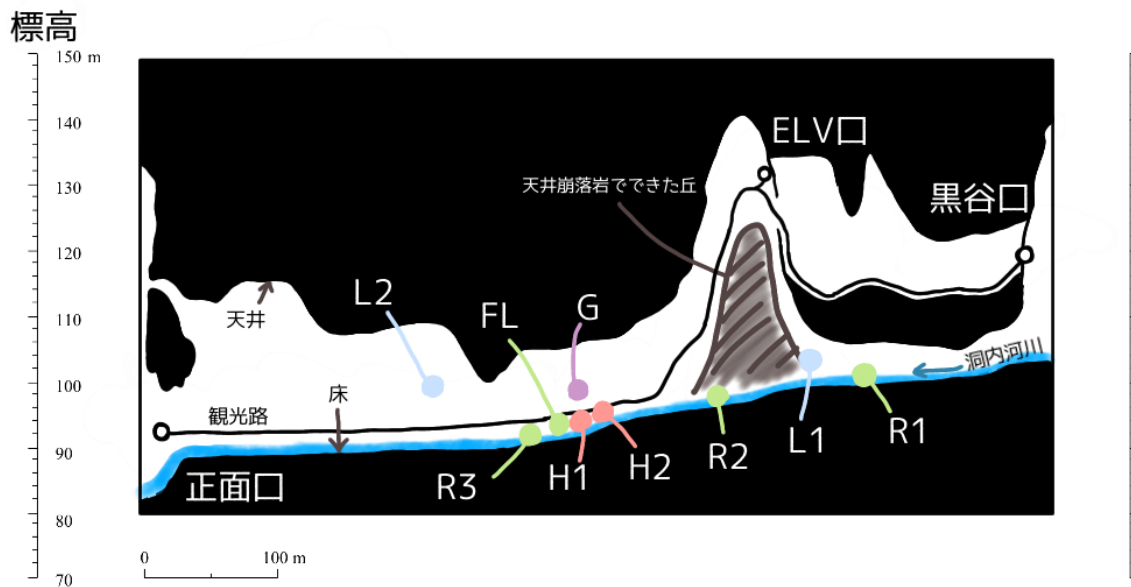 標高
150 m
140
130
120
110
100
90
80
70
ELV口
天井崩落岩でできた丘
黒谷口
L2
FL
G
天井
洞内河川
床
観光路
正面口
R3
H1
H2
R2
L1
R1
0
100 m